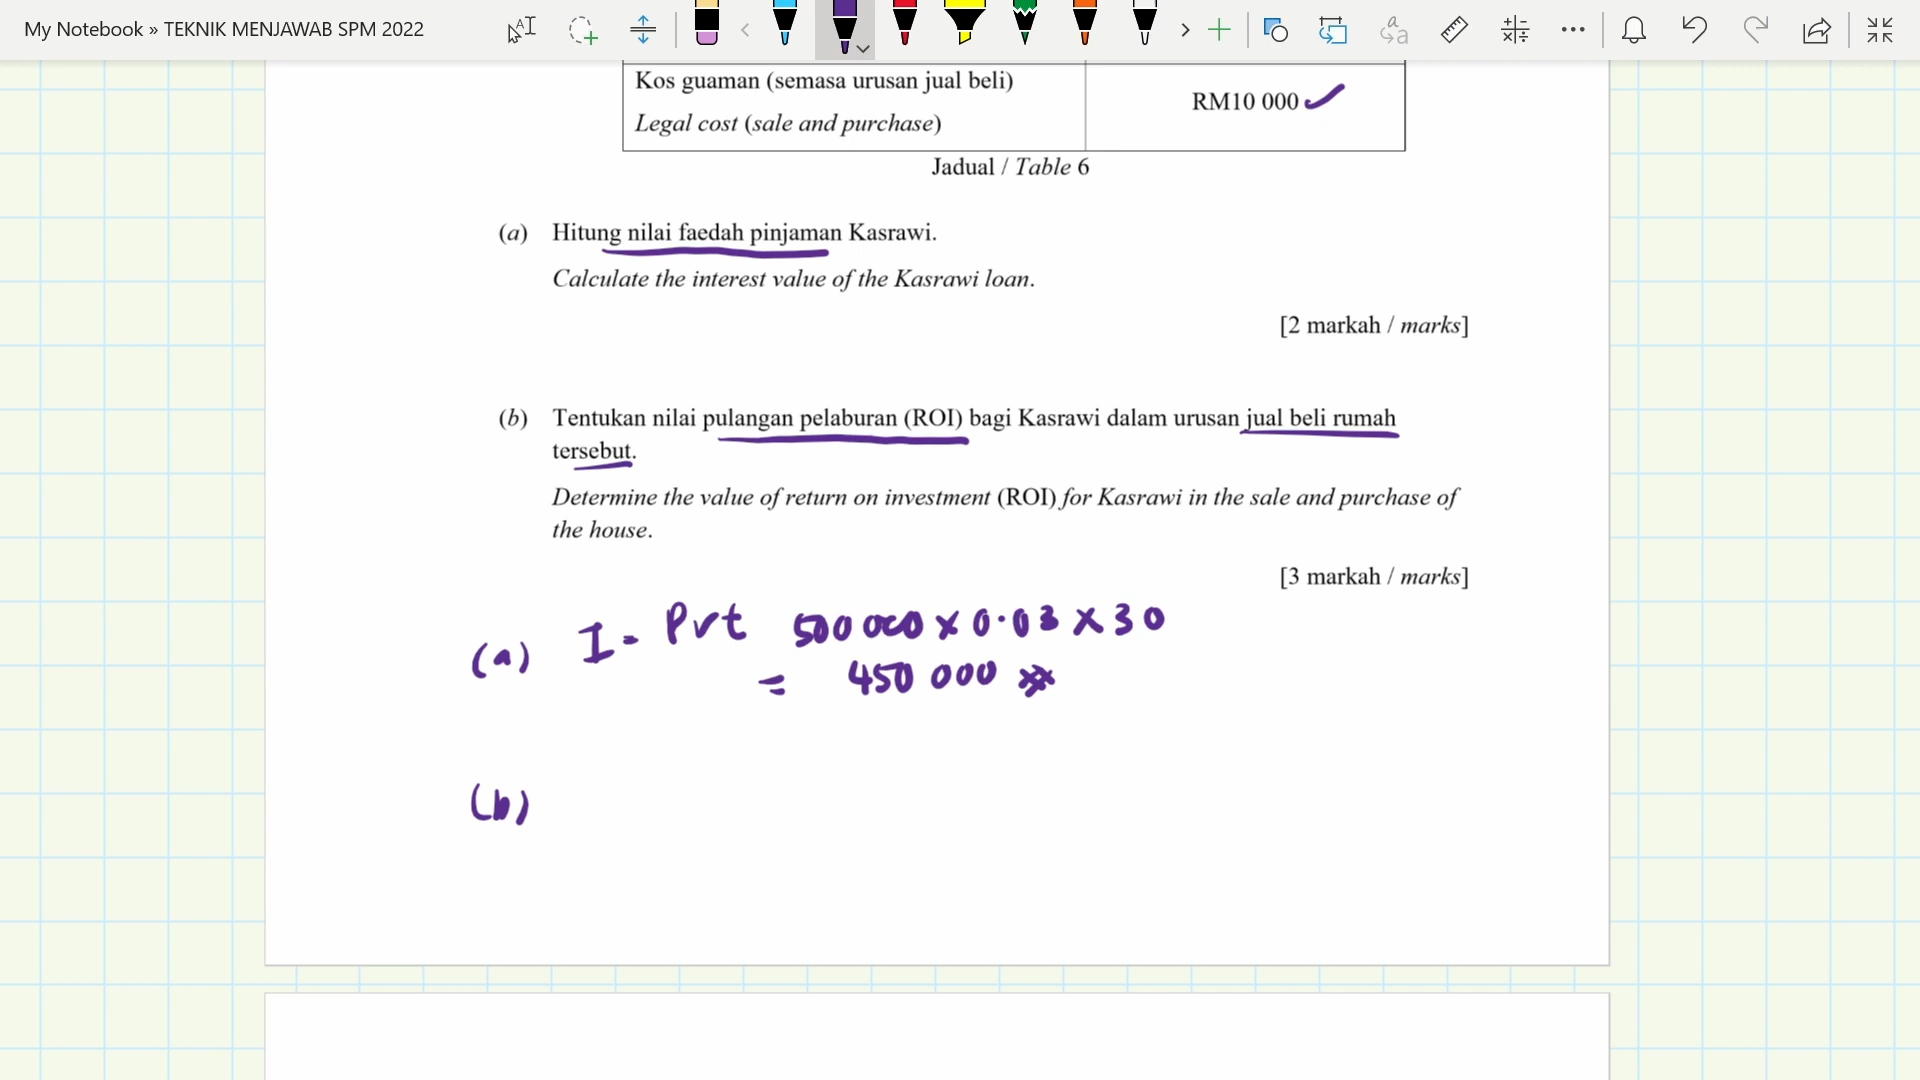 My Notebook » TEKNIK MENJAWAB SPM 2022
Kos guaman (semasa urusan jual beli)
RM10 000
Legal cost (sale and purchase)
Jadual / Table 6
(a) Hitung nilai faedah pinjaman Kasrawi.
Calculate the interest value of the Kasrawi loan.
[2 markah / marks]
(b) Tentukan nilai pulangan pelaburan (ROI) bagi Kasrawi dalam urusan jual beli rumah
tersebut.
Determine the value of return on investment (ROI) for Kasrawi in the sale and purchase of
the house.
[3 markah / marks]
(a) I = Prt 500 000 x 0.03 x 30
= 450 000
(b)